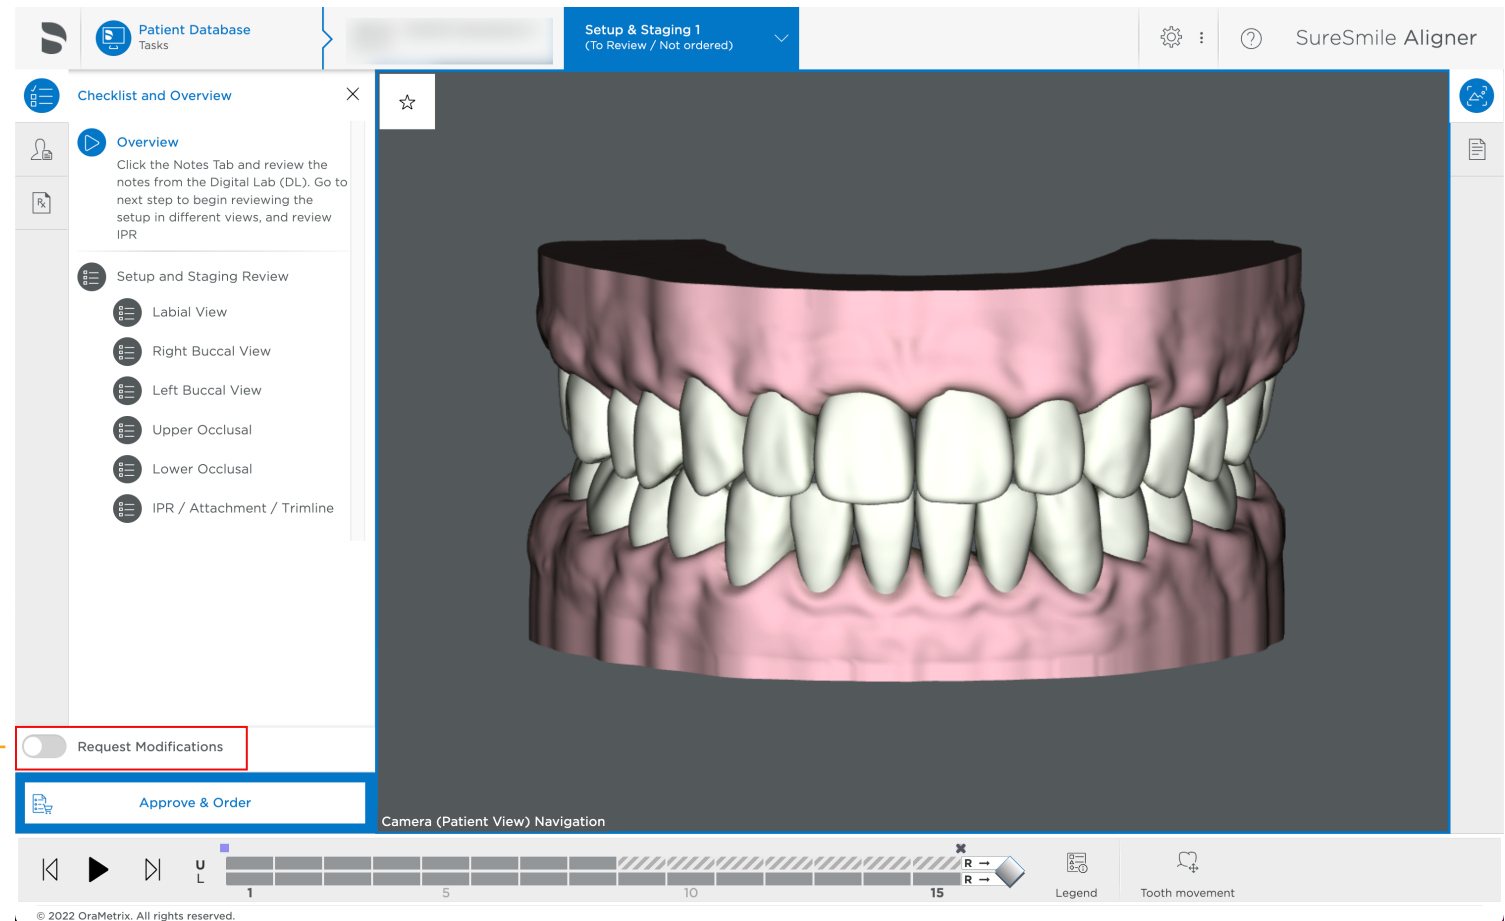 Patient Database
Tasks
Setup & Staging 1
(To Review / Not ordered)
SureSmile Aligner
Checklist and Overview
Overview
Click the Notes Tab and review the
notes from the Digital Lab (DL). Go to
next step to begin reviewing the
setup in different views, and review
IPR
Setup and Staging Review
Labial View
Right Buccal View
Left Buccal View
Upper Occlusal
Lower Occlusal
IPR / Attachment / Trimline
Request Modifications
Approve & Order
Camera (Patient View) Navigation
U
L
R →
R →
1 5 10 15
Legend
Tooth movement
© 2022 OraMetrix. All rights reserved.